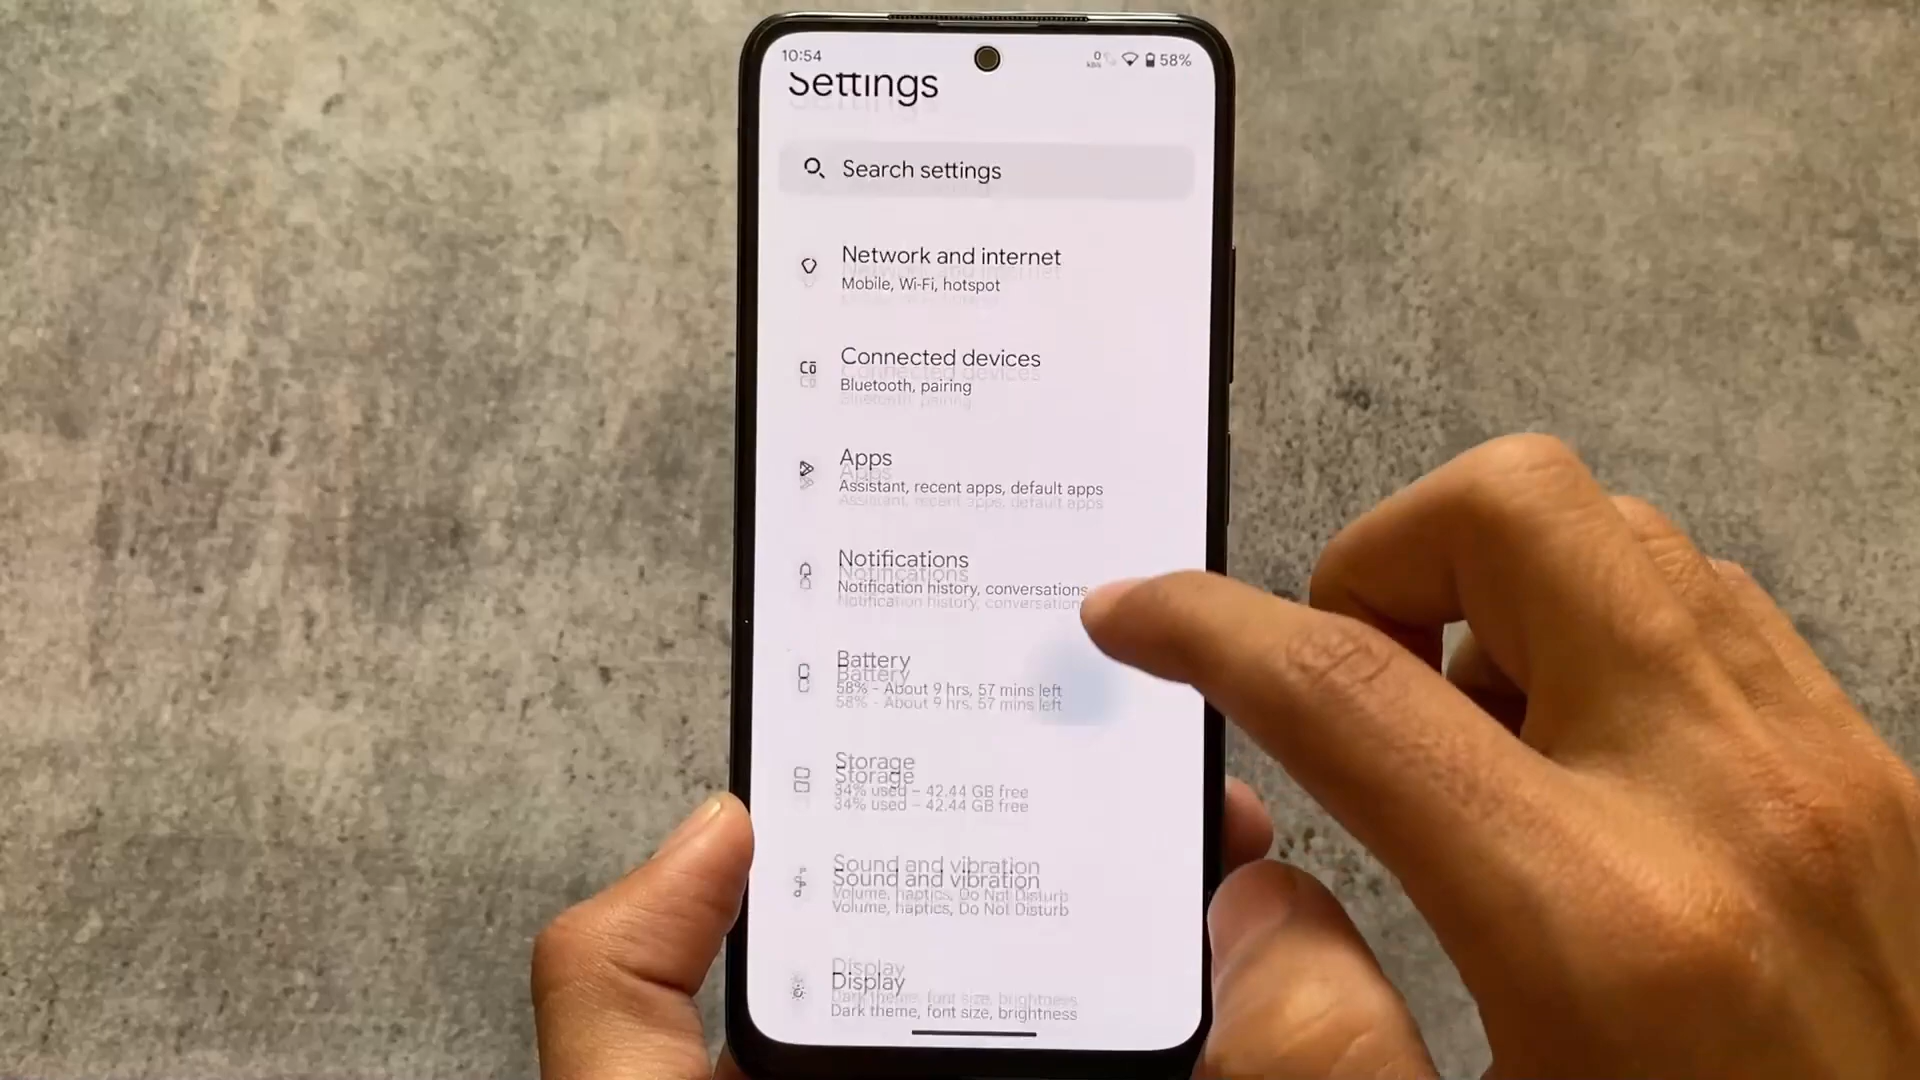 10:54
0
58%
Settings
Search settings
Network and internet
Mobile, Wi-Fi, hotspot
Connected devices
Bluetooth, pairing
Apps
Assistant, recent apps, default apps
Notifications
Notification history, conversations
Battery
58% - About 9 hrs, 57 mins left
Storage
34% used - 42.44 GB free
Sound and vibration
Volume, haptics, Do Not Disturb
Display
Dark theme, font size, brightness